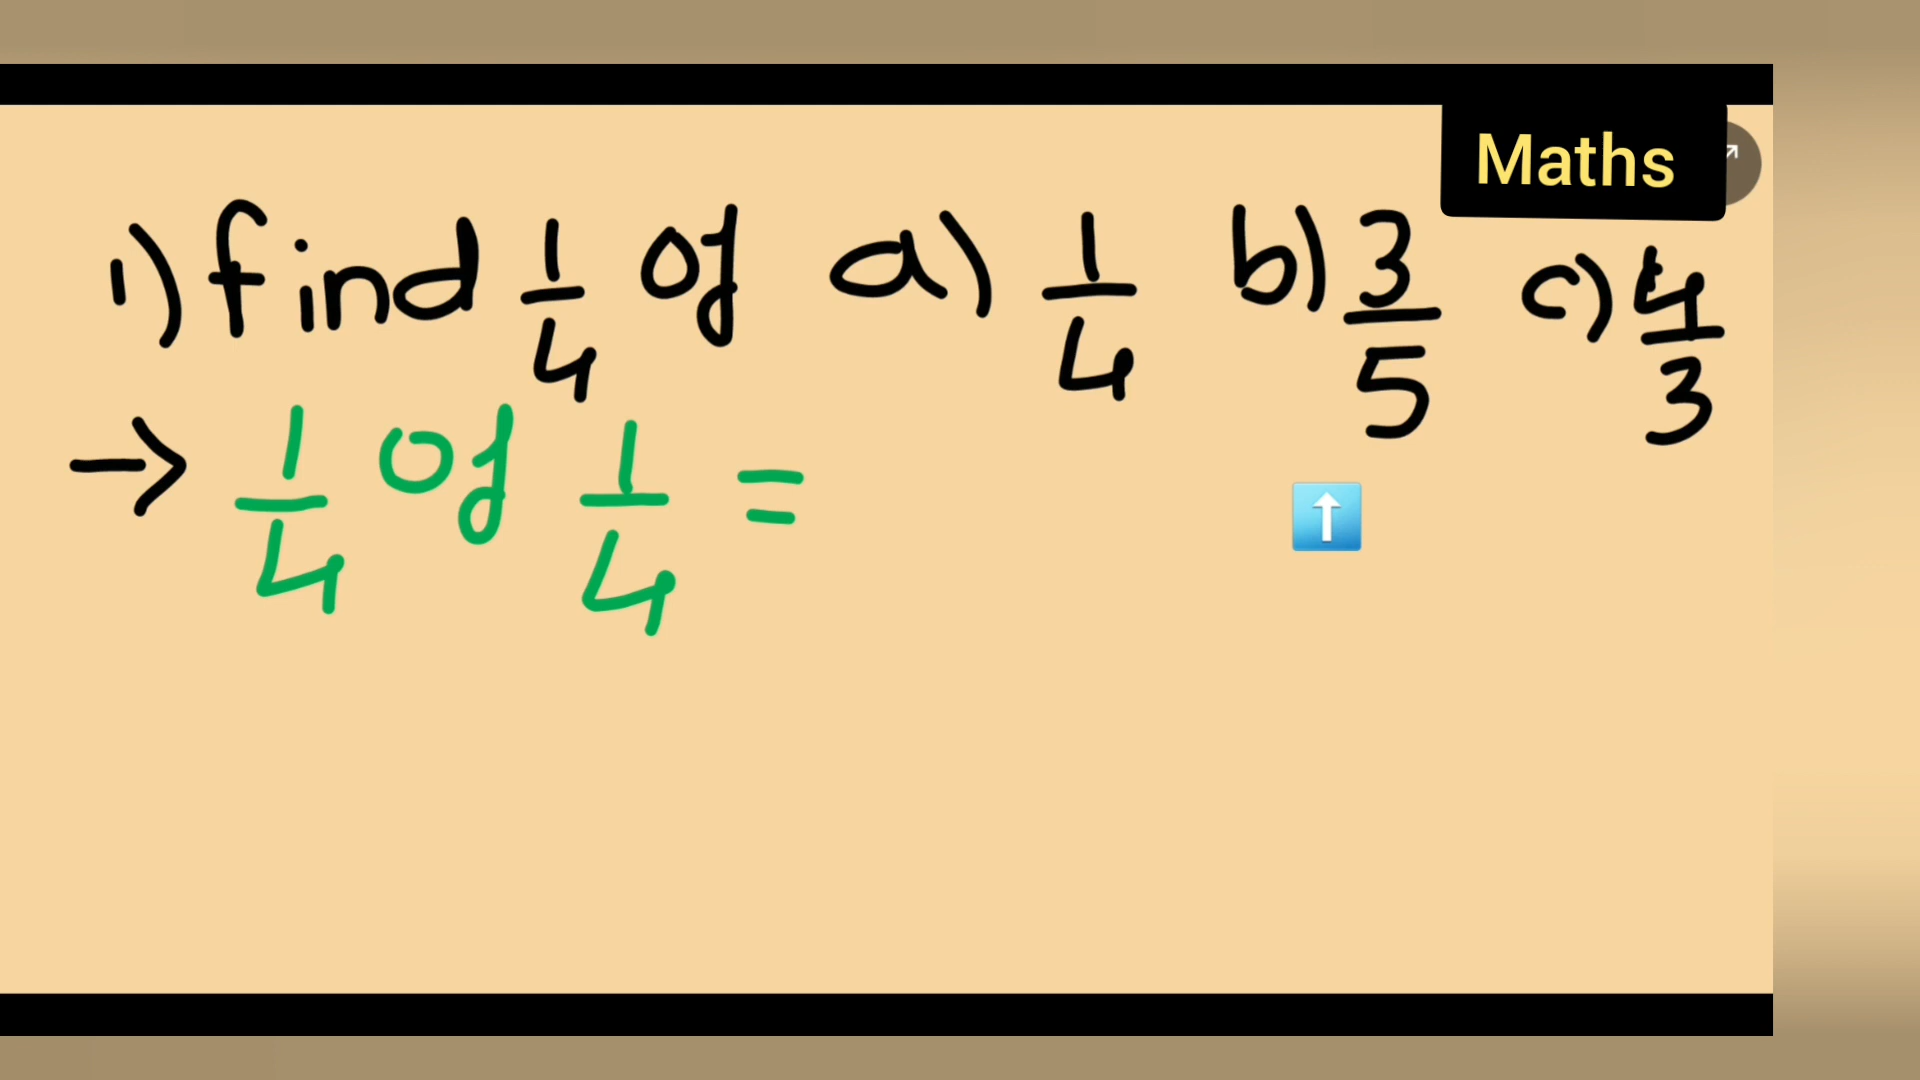 Maths
1) find 1/4 of a) 1/4 b) 3/5 c) 4/3
→ 1/4 of 1/4 =